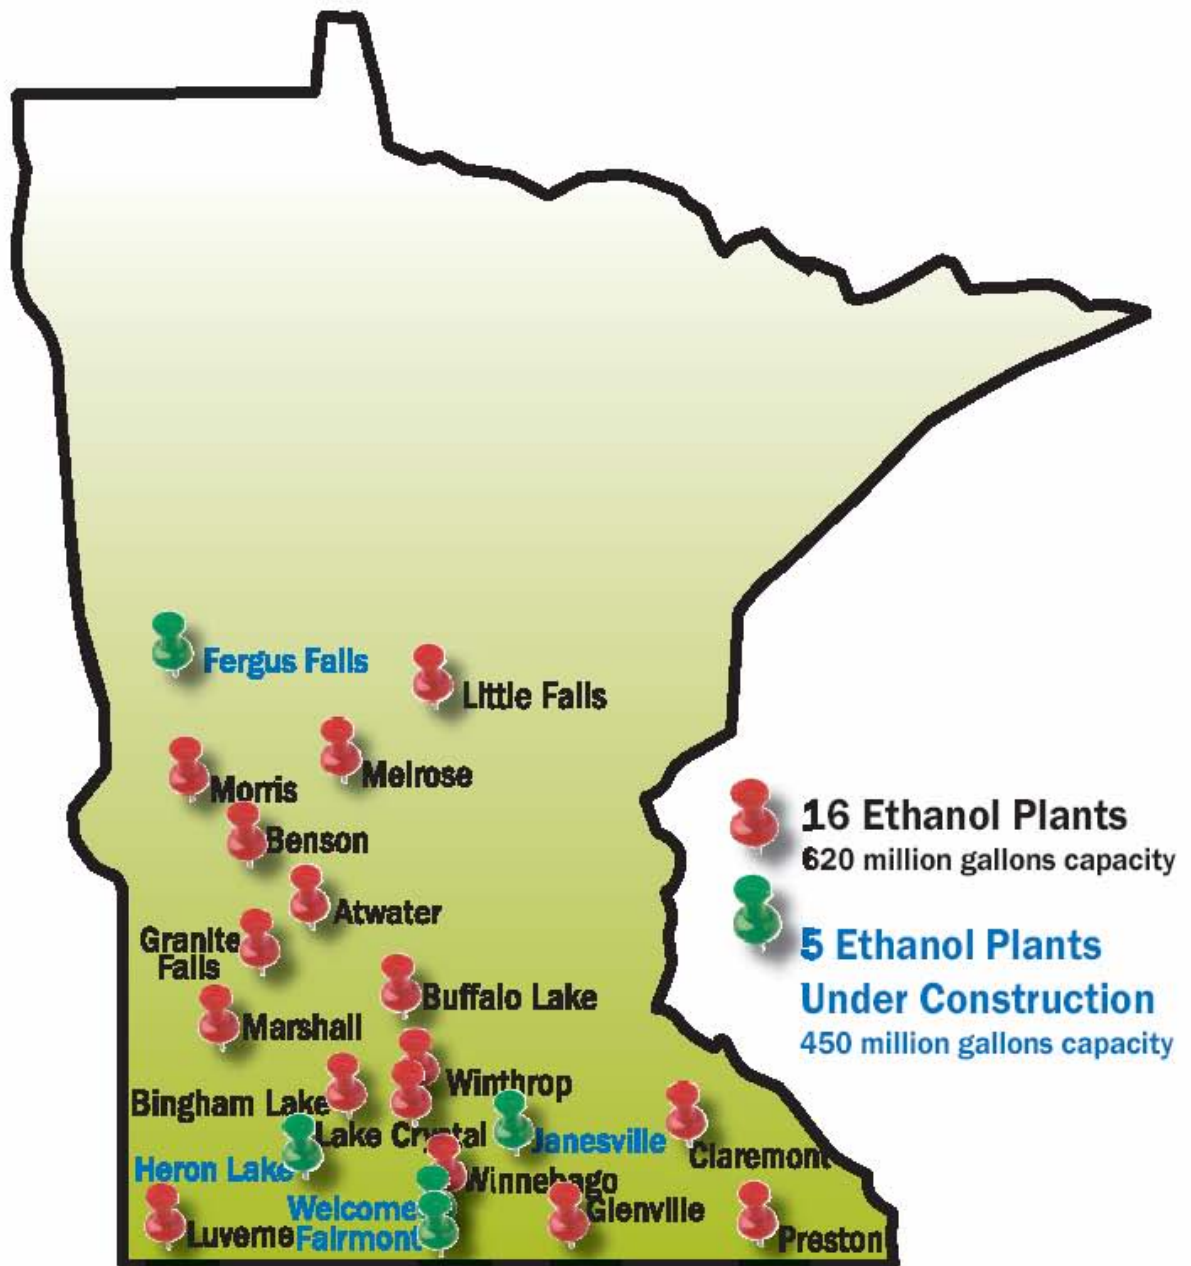 Fergus Falls
Little Falls
Melrose
Morris
Benson
Atwater
Granite
Falls
Buffalo Lake
Marshall
Winthrop
Bingham Lake
Lake Crystal
Janesville
Claremont
Heron Lake
Winnebago
Welcome
Glenville
Luverne
Fairmont
Preston
16 Ethanol Plants
620 million gallons capacity
5 Ethanol Plants
Under Construction
450 million gallons capacity